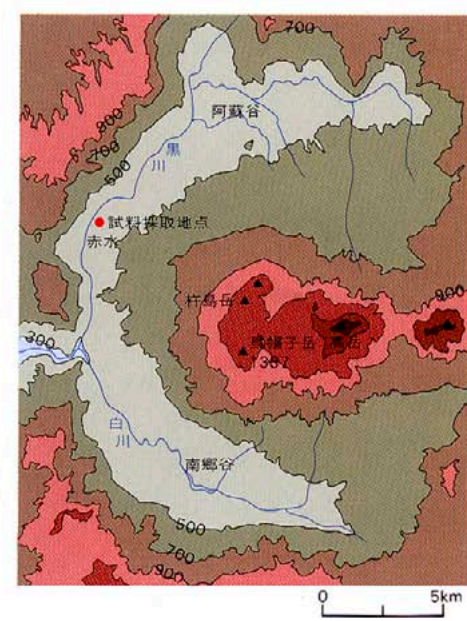 700
阿蘇谷
900
700
500
黒川
試料採取地点
赤水
杵島岳
900
烏帽子岳
高岳
1387
300
白川
南郷谷
500
700
900
0 5km